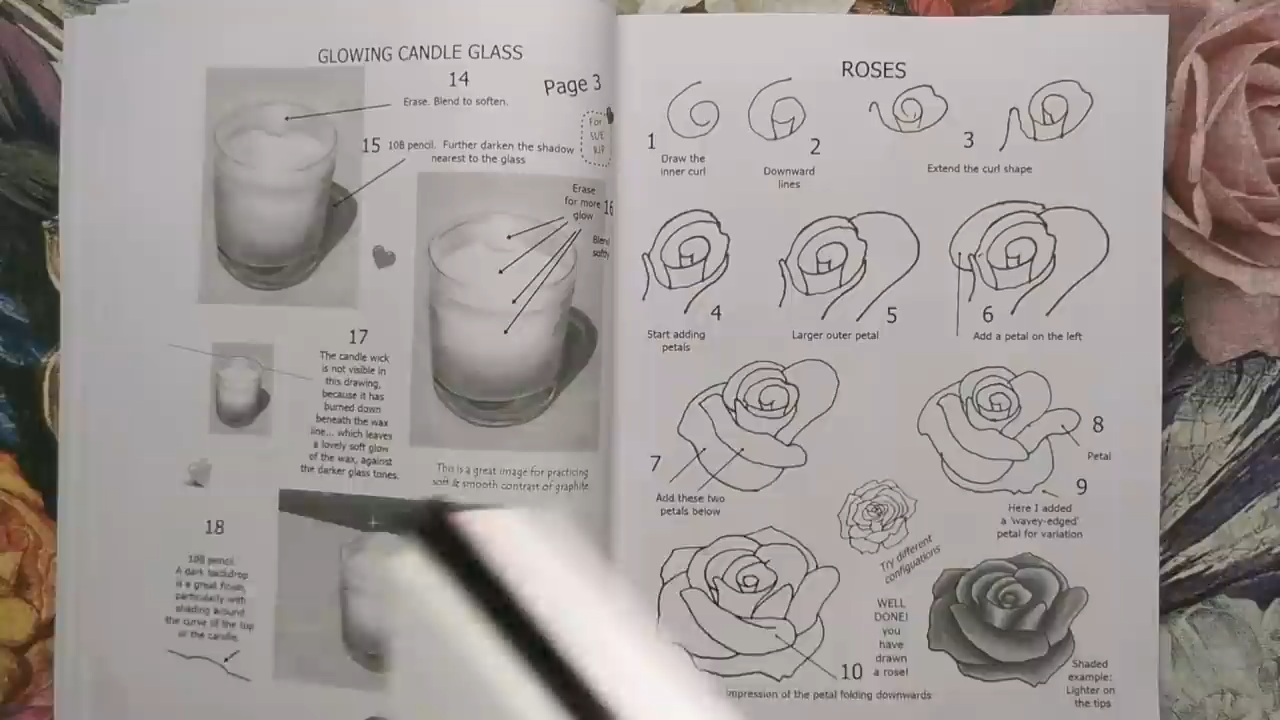 GLOWING CANDLE GLASS
14
Page 3
Erase. Blend to soften.
For
SUE
RJF
15 10B pencil. Further darken the shadow
nearest to the glass
Erase
for more
glow
16
Blend
softly
17
The candle wick
is not visible in
this drawing,
because it has
burned down
beneath the wax
line... which leaves
a lovely soft glow
of the wax, against
the darker glass tones.
This is a great image for practicing
soft & smooth contrast of graphite
18
10B pencil.
A dark backdrop
is a great finish,
particularly with
shading around
the curve of the top
of the candle.
ROSES
1
Draw the
inner curl
2
Downward
lines
3
Extend the curl shape
4
Start adding
petals
5
Larger outer petal
6
Add a petal on the left
7
Add these two
petals below
8
Petal
9
Here I added
a 'wavey-edged'
petal for variation
Try different
configuations
WELL
DONE!
you
have
drawn
a rose!
10
impression of the petal folding downwards
Shaded
example:
Lighter on
the tips